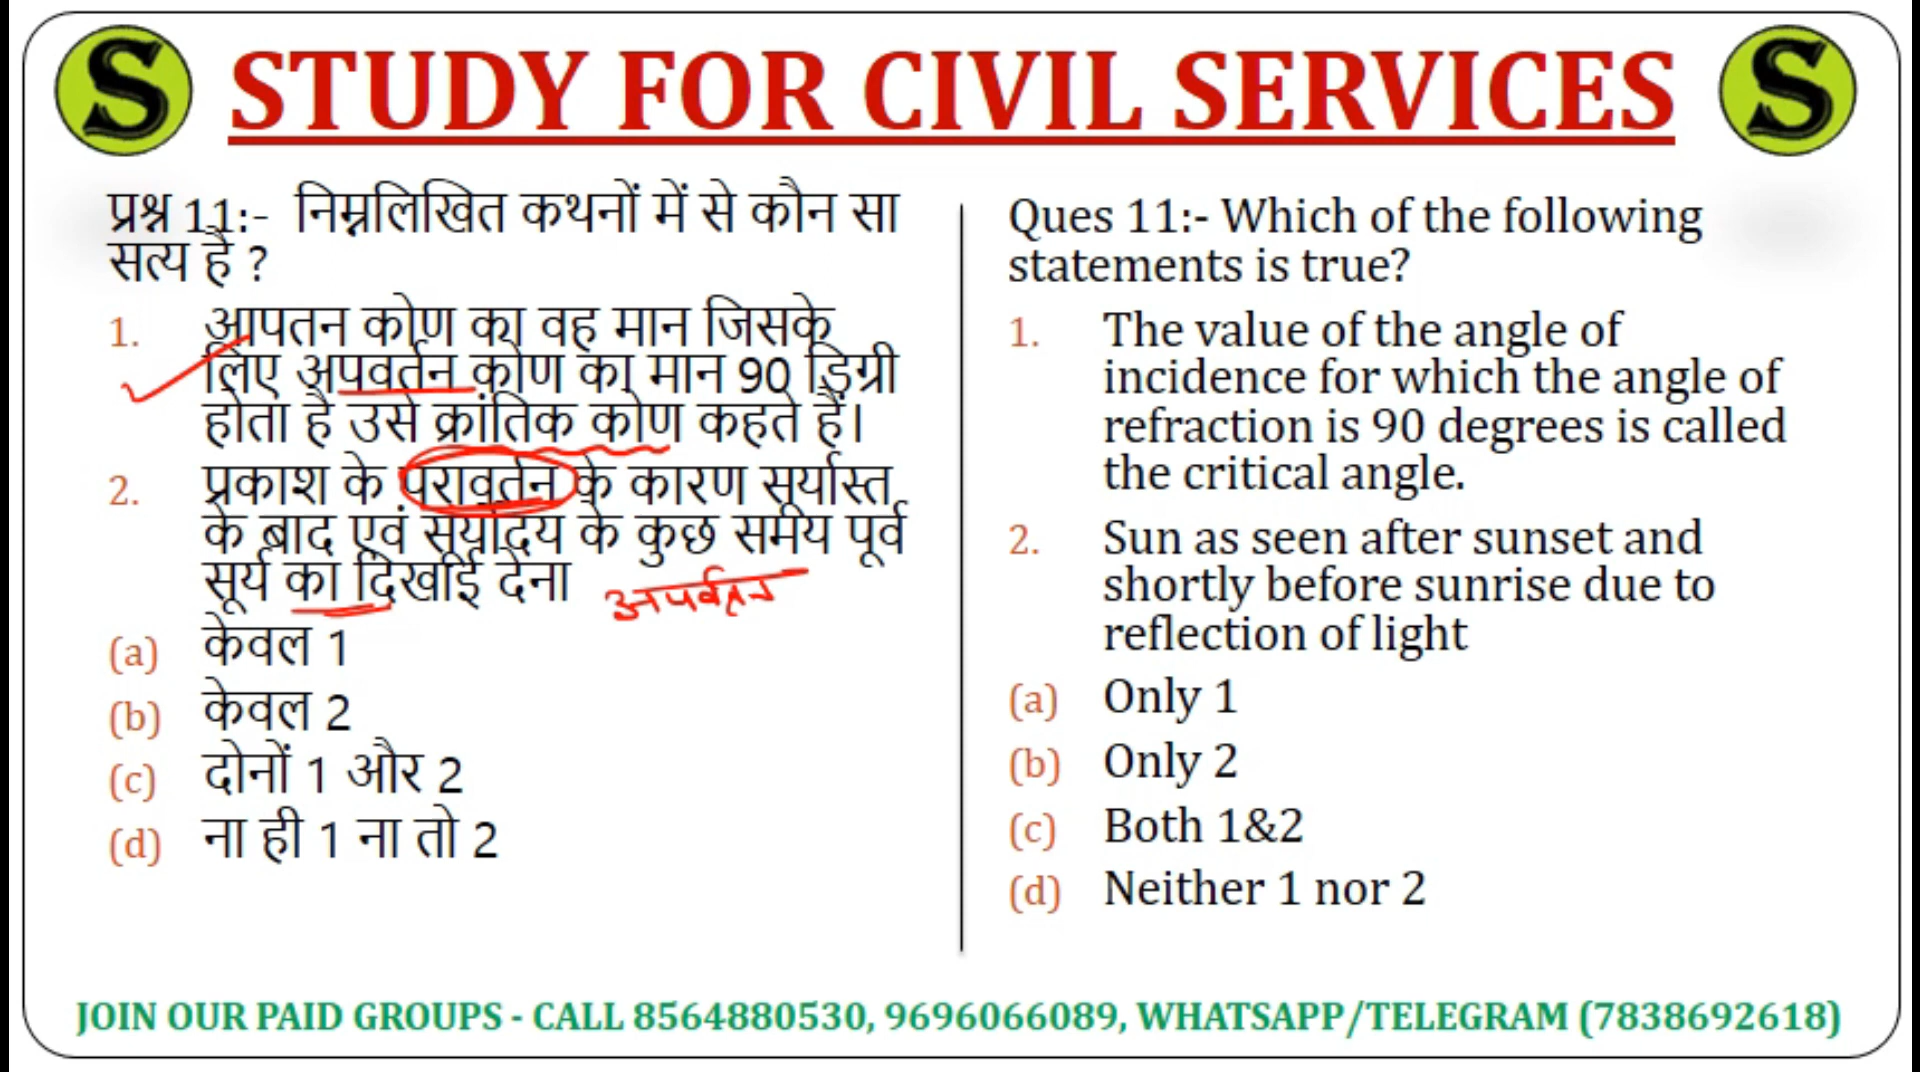 S STUDY FOR CIVIL SERVICES S
प्रश्न 11:- निम्नलिखित कथनों में से कौन सा
सत्य है ?
1. आपतन कोण का वह मान जिसके
लिए अपवर्तन कोण का मान 90 डिग्री
होता है उसे क्रांतिक कोण कहते हैं।
2. प्रकाश के परावर्तन के कारण सूर्यास्त
के बाद एवं सूर्योदय के कुछ समय पूर्व
सूर्य का दिखाई देना
अपर्वतन
(a) केवल 1
(b) केवल 2
(c) दोनों 1 और 2
(d) ना ही 1 ना तो 2
Ques 11:- Which of the following
statements is true?
1. The value of the angle of
incidence for which the angle of
refraction is 90 degrees is called
the critical angle.
2. Sun as seen after sunset and
shortly before sunrise due to
reflection of light
(a) Only 1
(b) Only 2
(c) Both 1&2
(d) Neither 1 nor 2
JOIN OUR PAID GROUPS - CALL 8564880530, 9696066089, WHATSAPP/TELEGRAM (7838692618)